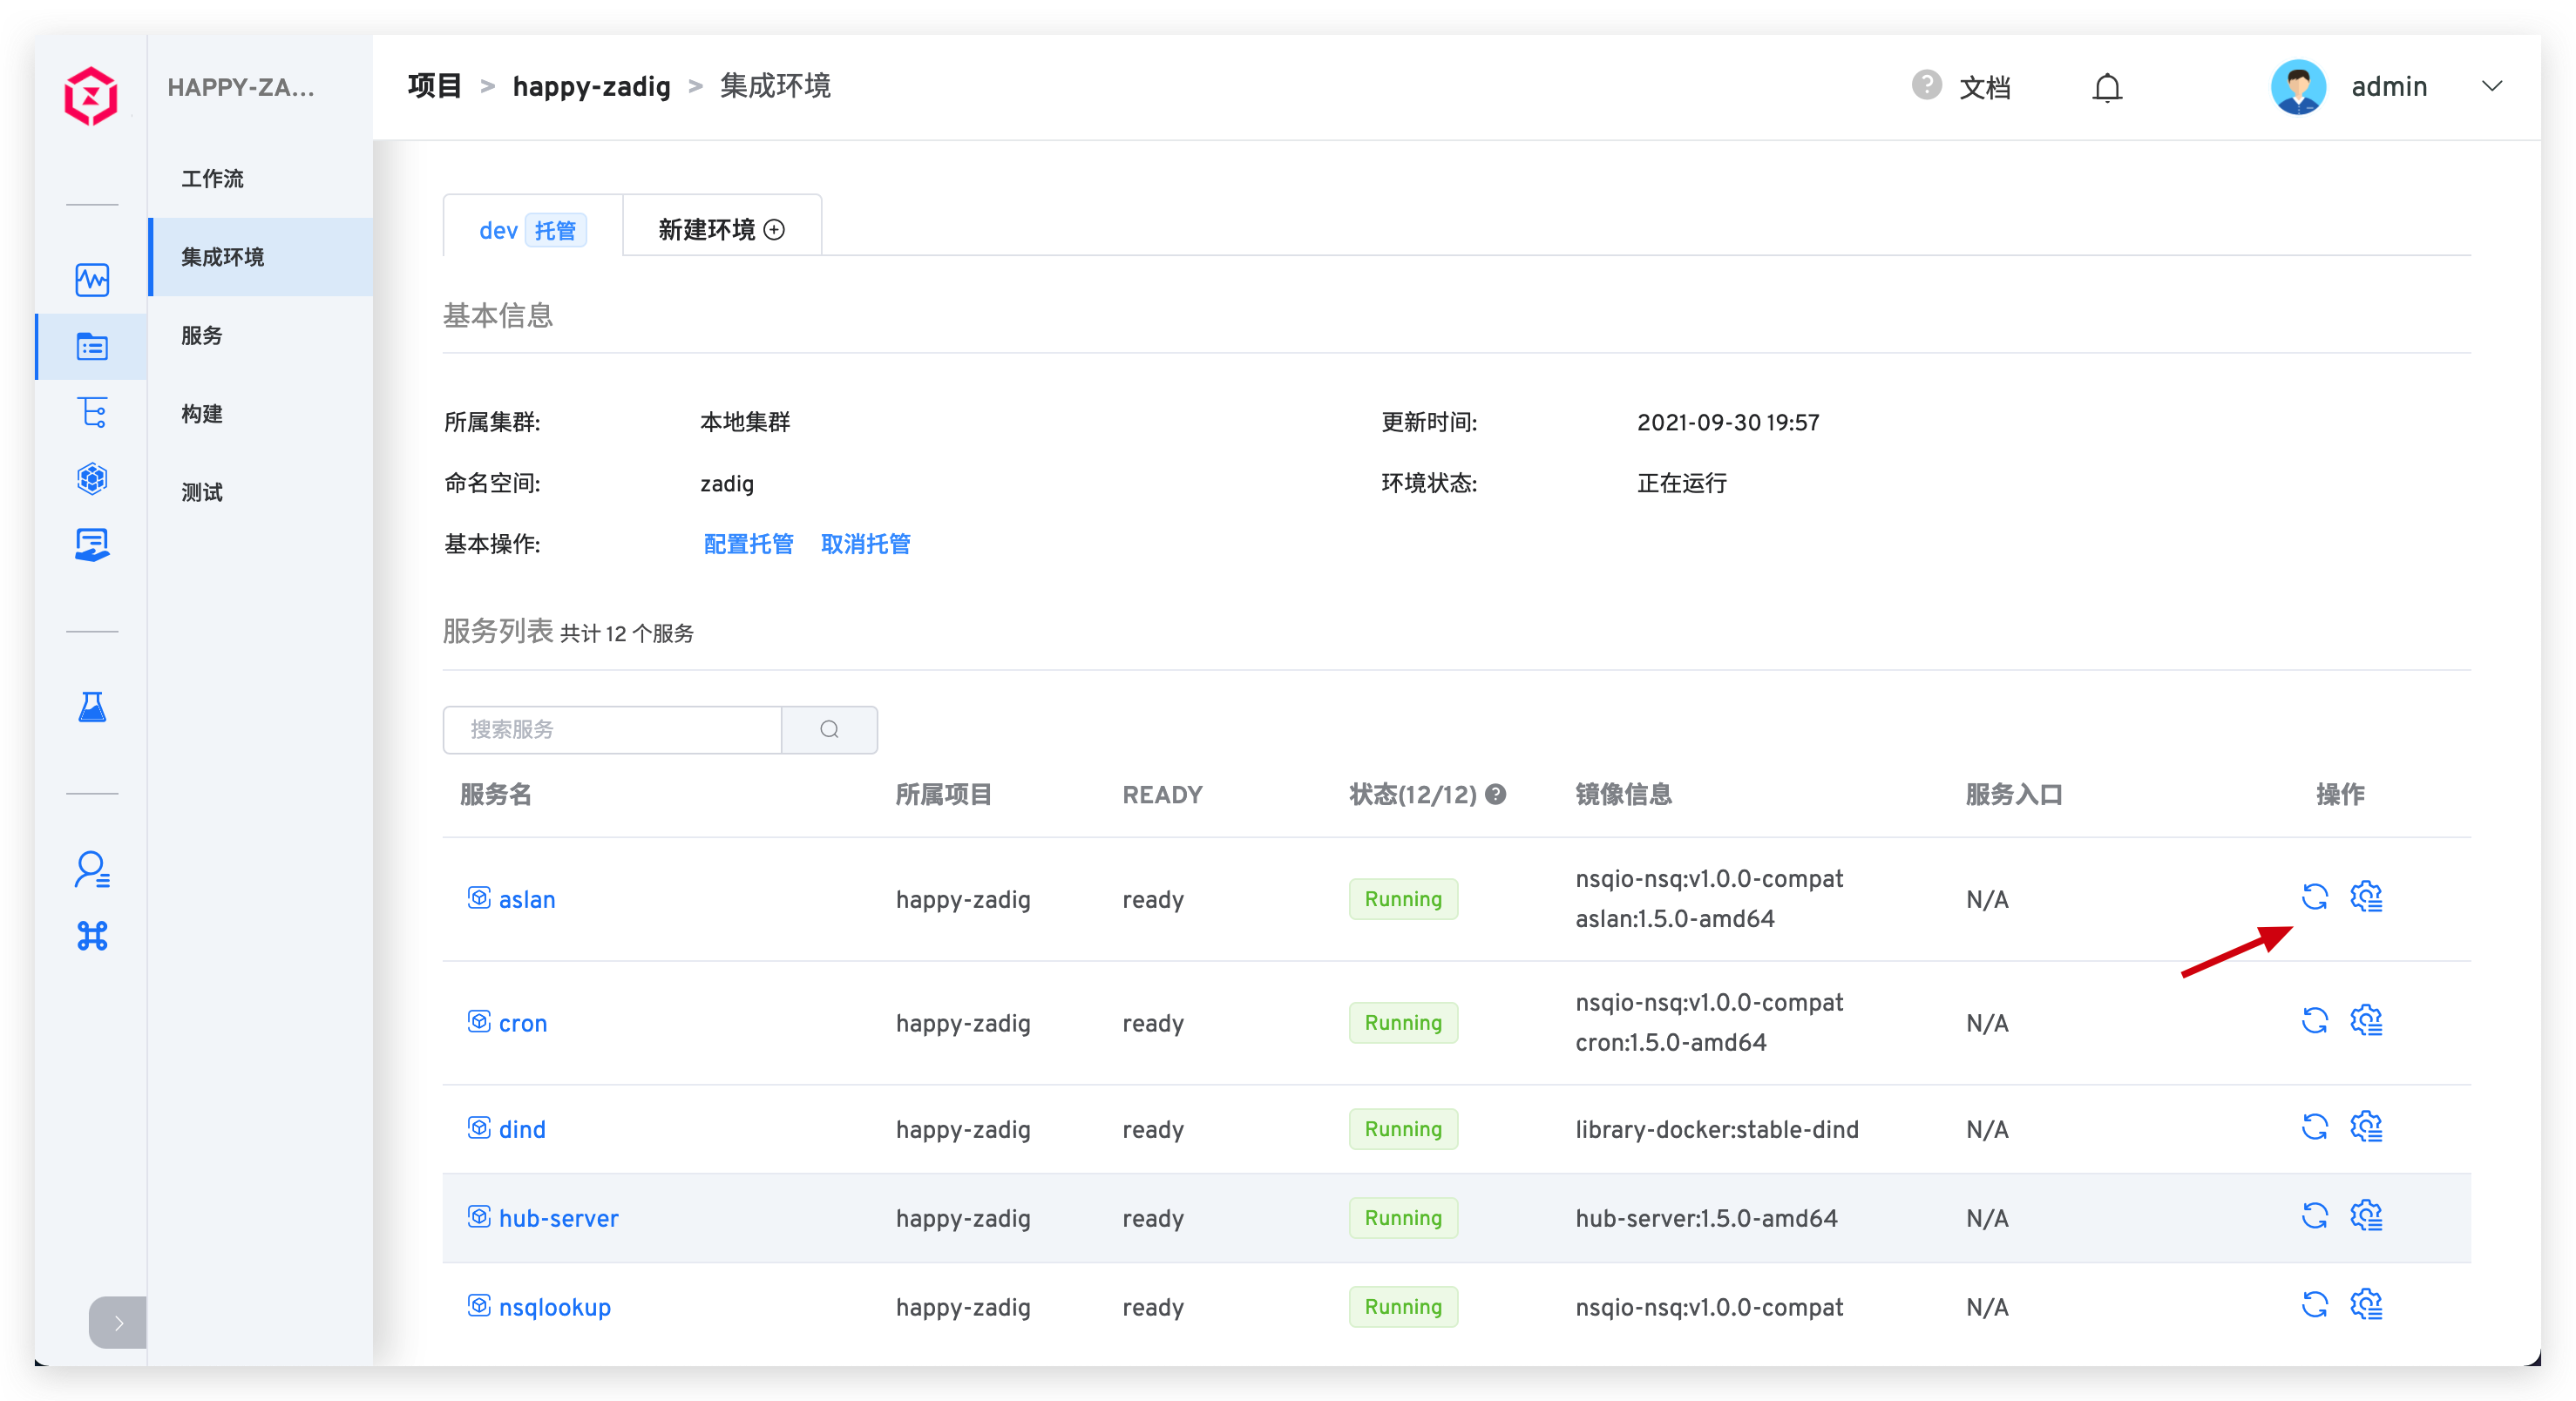 HAPPY-ZA...
项目 > happy-zadig > 集成环境
文档
admin
工作流
集成环境
服务
构建
测试
dev 托管
新建环境
基本信息
所属集群: 本地集群 更新时间: 2021-09-30 19:57
命名空间: zadig 环境状态: 正在运行
基本操作: 配置托管 取消托管
服务列表 共计 12 个服务
搜索服务
服务名 所属项目 READY 状态(12/12) 镜像信息 服务入口 操作
aslan happy-zadig ready Running nsqio-nsq:v1.0.0-compat N/A
aslan:1.5.0-amd64
cron happy-zadig ready Running nsqio-nsq:v1.0.0-compat N/A
cron:1.5.0-amd64
dind happy-zadig ready Running library-docker:stable-dind N/A
hub-server happy-zadig ready Running hub-server:1.5.0-amd64 N/A
nsqlookup happy-zadig ready Running nsqio-nsq:v1.0.0-compat N/A